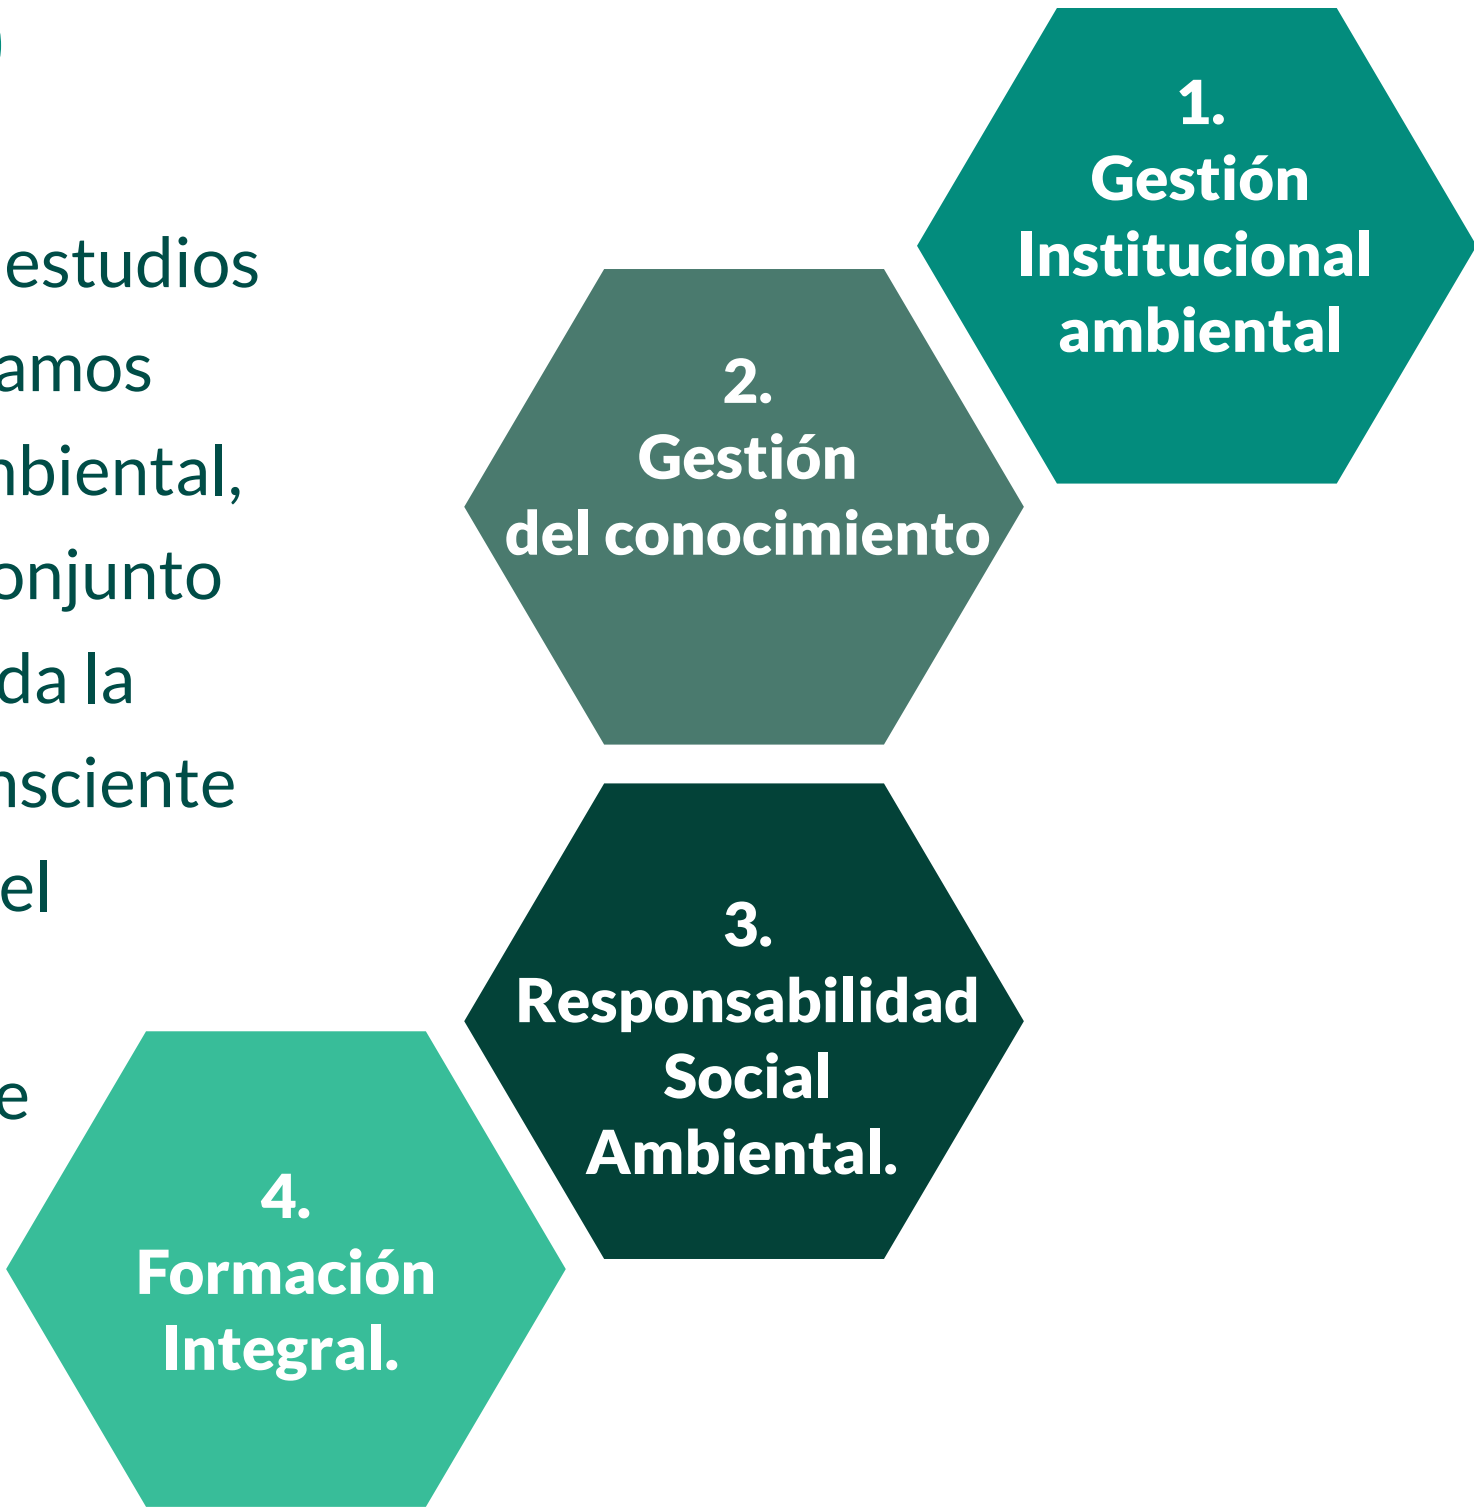 estudios
amos
mbiental,
onjunto
da la
nsciente
el
e
1.
Gestión
Institucional
ambiental
2.
Gestión
del conocimiento
3.
Responsabilidad
Social
Ambiental.
4.
Formación
Integral.